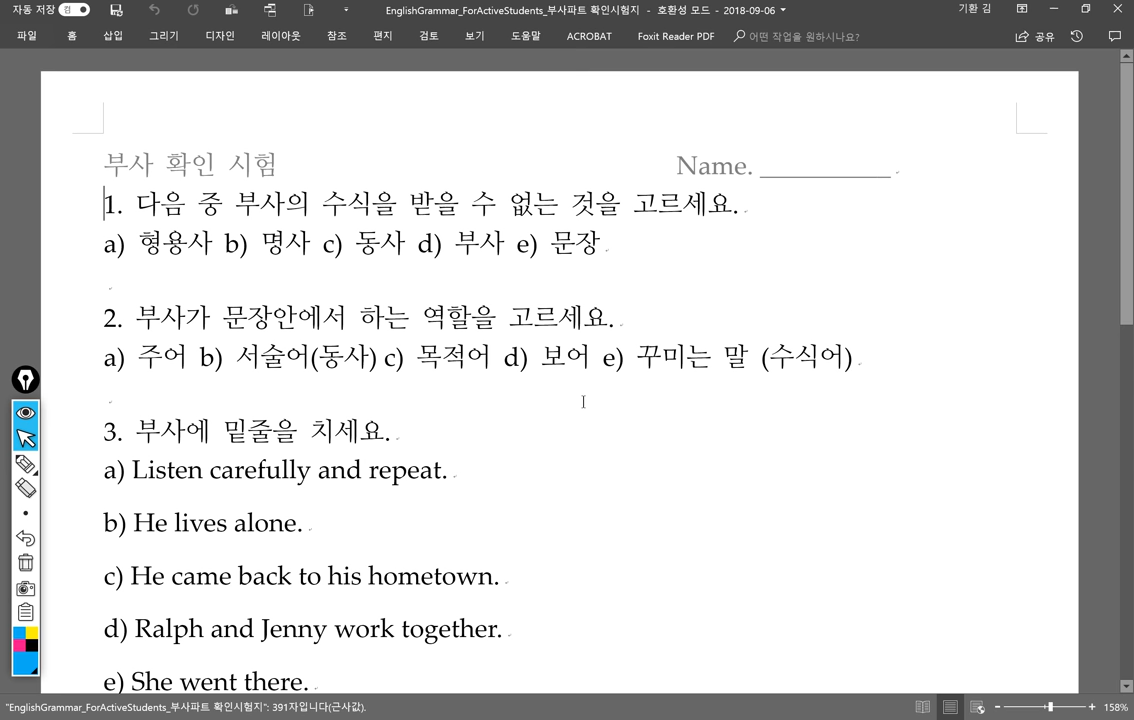 자동 저장 컴 EnglishGrammar_ForActiveStudents_부사파트 확인시험지 - 호환성 모드 - 2018-09-06 기환 김
파일 홈 삽입 그리기 디자인 레이아웃 참조 편지 검토 보기 도움말 ACROBAT Foxit Reader PDF 어떤 작업을 원하시나요? 공유
부사 확인 시험 Name. __________
1. 다음 중 부사의 수식을 받을 수 없는 것을 고르세요.
a) 형용사 b) 명사 c) 동사 d) 부사 e) 문장
2. 부사가 문장안에서 하는 역할을 고르세요.
a) 주어 b) 서술어(동사) c) 목적어 d) 보어 e) 꾸미는 말 (수식어)
3. 부사에 밑줄을 치세요.
a) Listen carefully and repeat.
b) He lives alone.
c) He came back to his hometown.
d) Ralph and Jenny work together.
e) She went there.
"EnglishGrammar_ForActiveStudents_부사파트 확인시험지": 391자입니다(근사값). 158%